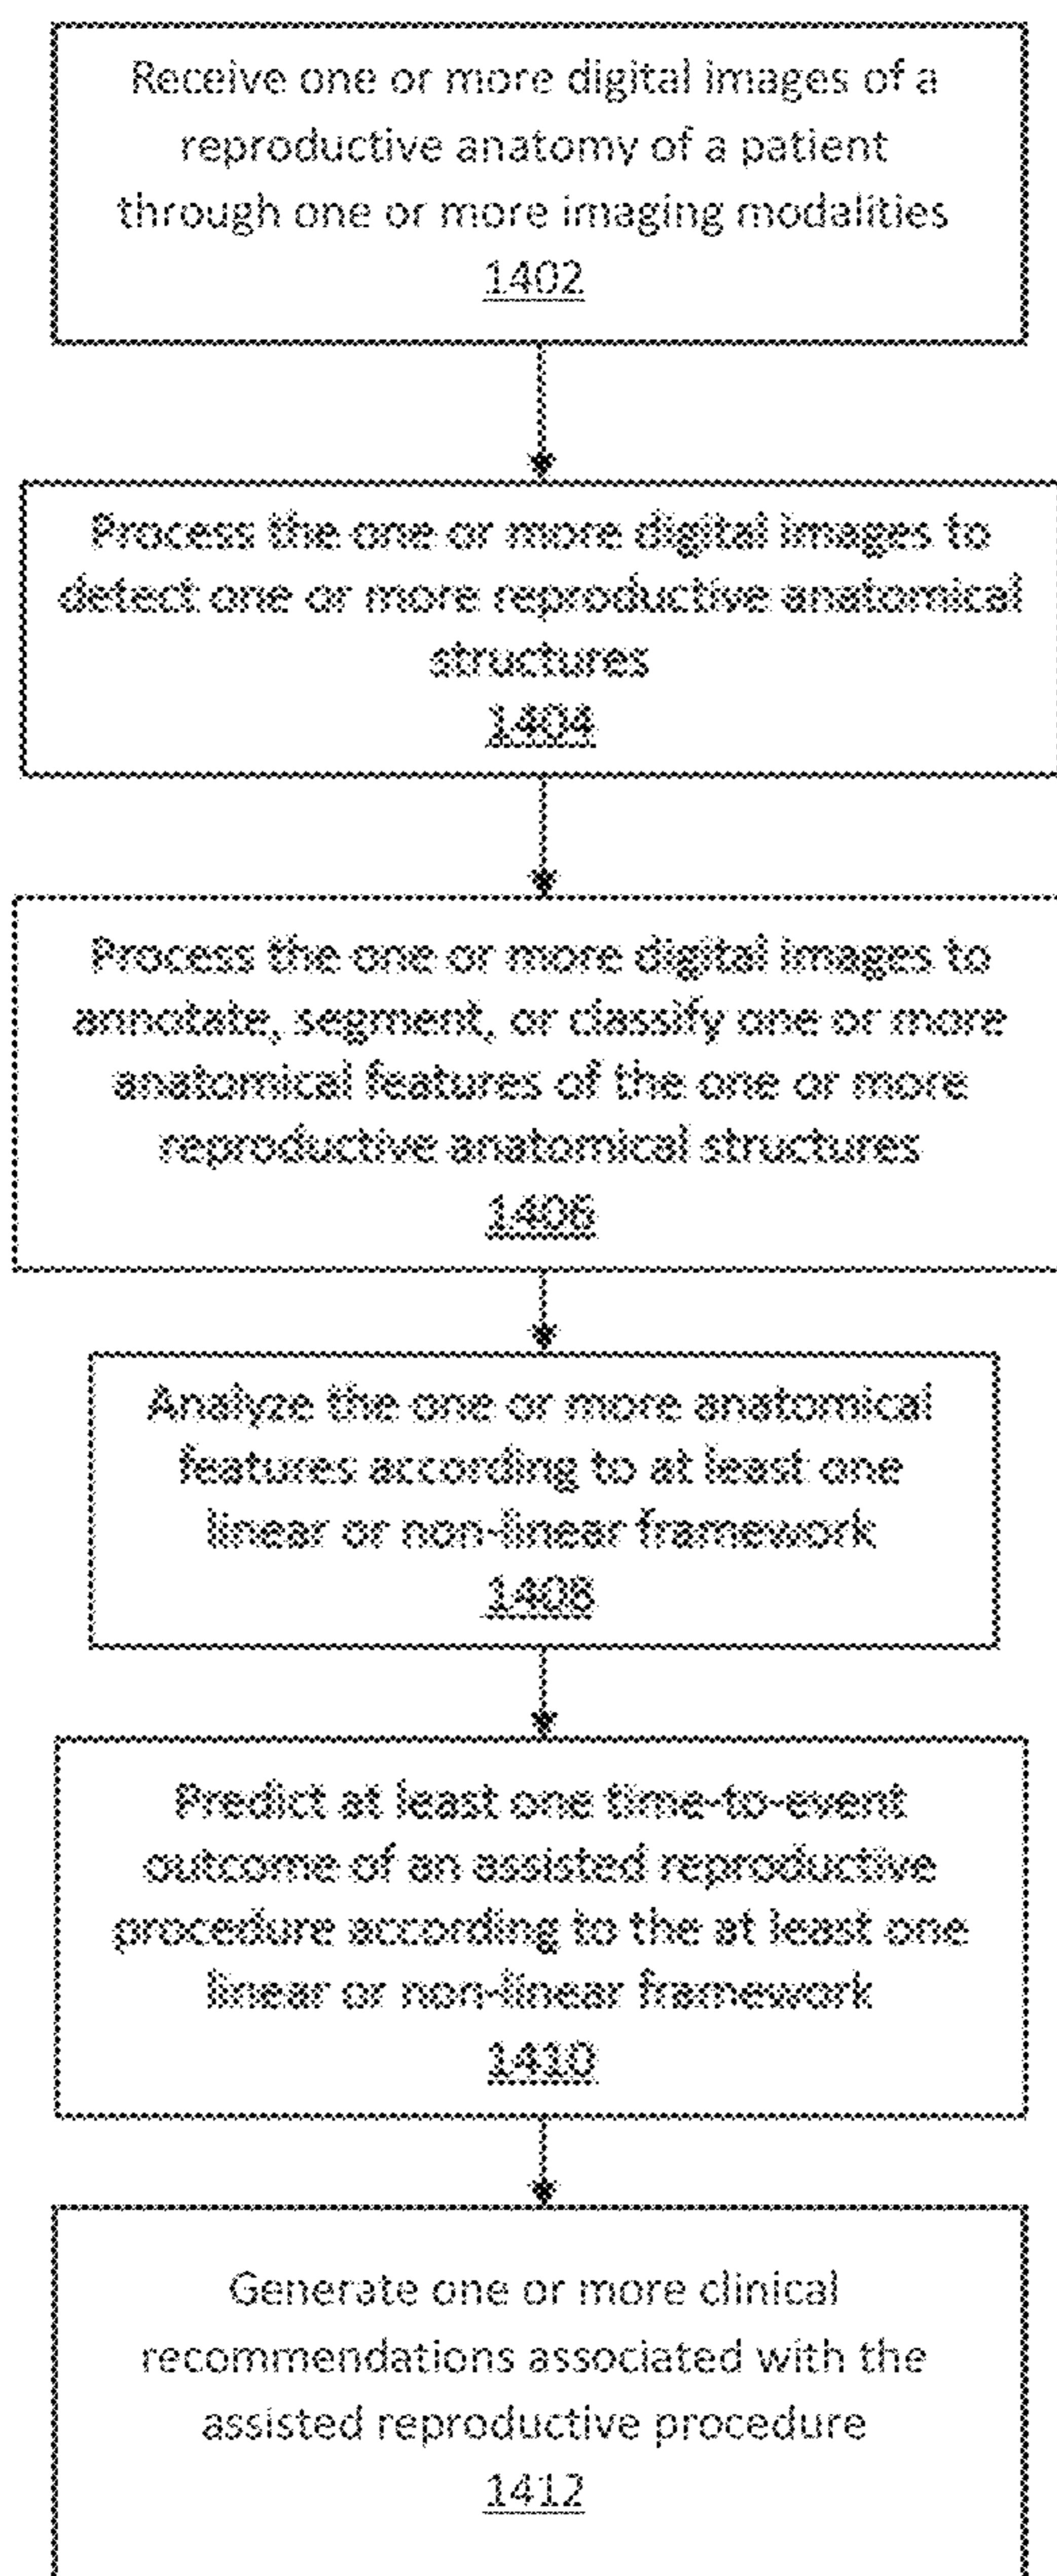 Receive one or more digital images of a
reproductive anatomy of a patient
through one or more imaging modalities
1402
Process the one or more digital images to
detect one or more reproductive anatomical
structures
1404
Process the one or more digital images to
annotate, segment, or classify one or more
anatomical features of the one or more
reproductive anatomical structures
1406
Analyze the one or more anatomical
features according to at least one
linear or non-linear framework
1408
Predict at least one time-to-event
outcome of an assisted reproductive
procedure according to the at least one
linear or non-linear framework
1410
Generate one or more clinical
recommendations associated with the
assisted reproductive procedure
1412